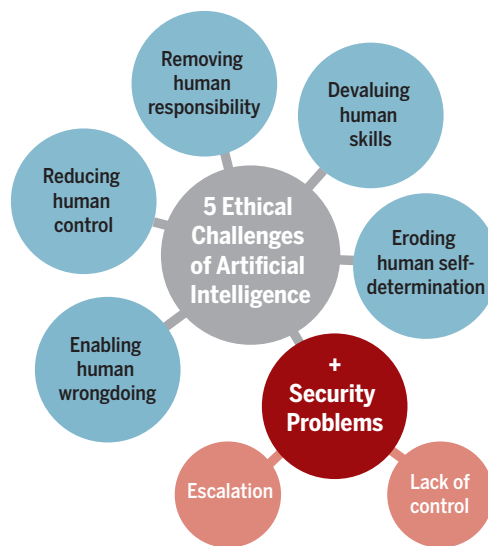 Removing
human
responsibility
Devaluing
human
skills
Reducing
human
control
5 Ethical
Challenges
of Artificial
Intelligence
Eroding
human self-
determination
Enabling
human
wrongdoing
+
Security
Problems
Escalation
Lack of
control